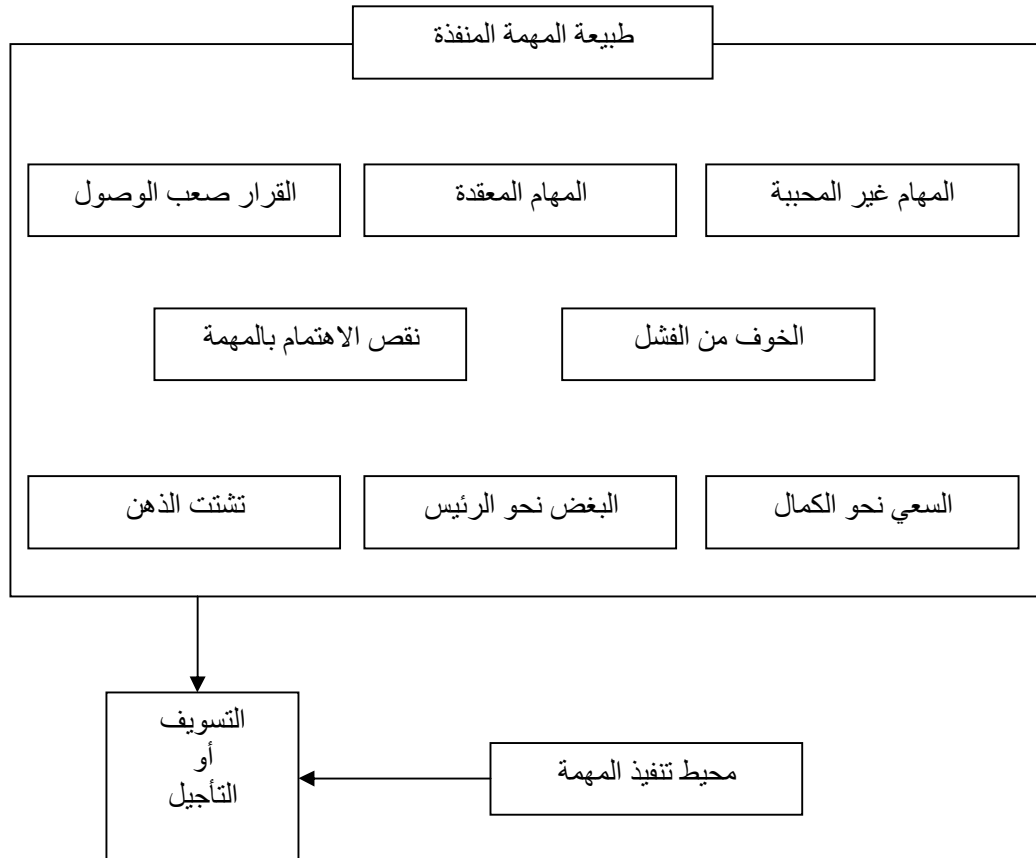 طبيعة المهمة المنفذة
المهام غير المحببة
المهام المعقدة
القرار صعب الوصول
الخوف من الفشل
نقص الاهتمام بالمهمة
السعي نحو الكمال
البغض نحو الرئيس
تشتت الذهن
التسويف
أو
التأجيل
محيط تنفيذ المهمة